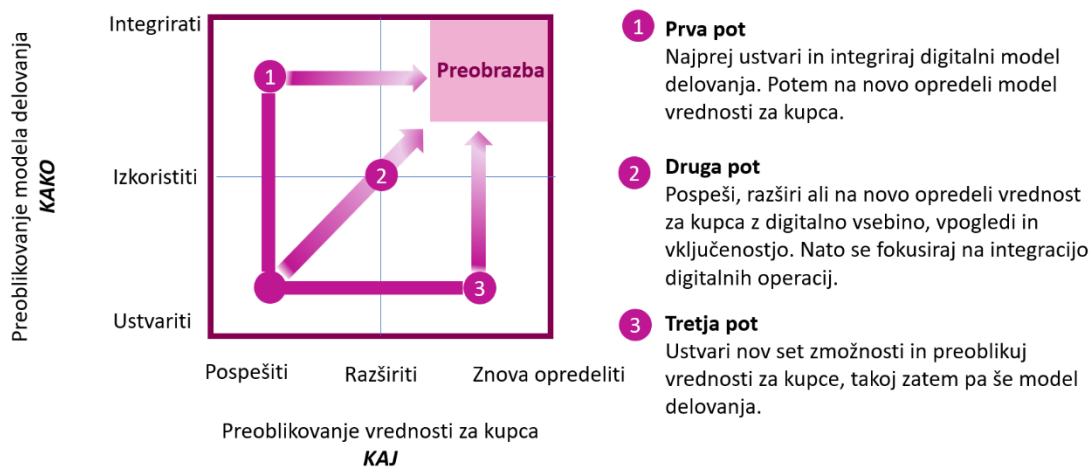 Preoblikovanje modela delovanja
KAKO
Integrirati
Izkoristiti
Ustvariti
1
2
3
Preobrazba
Pospešiti
Razširiti
Znova opredeliti
Preoblikovanje vrednosti za kupca
KAJ
1
Prva pot
Najprej ustvari in integriraj digitalni model
delovanja. Potem na novo opredeli model
vrednosti za kupca.
2
Druga pot
Pospeši, razširi ali na novo opredeli vrednost
za kupca z digitalno vsebino, vpogledi in
vključenostjo. Nato se fokusiraj na integracijo
digitalnih operacij.
3
Tretja pot
Ustvari nov set zmožnosti in preoblikuj
vrednosti za kupce, takoj zatem pa še model
delovanja.